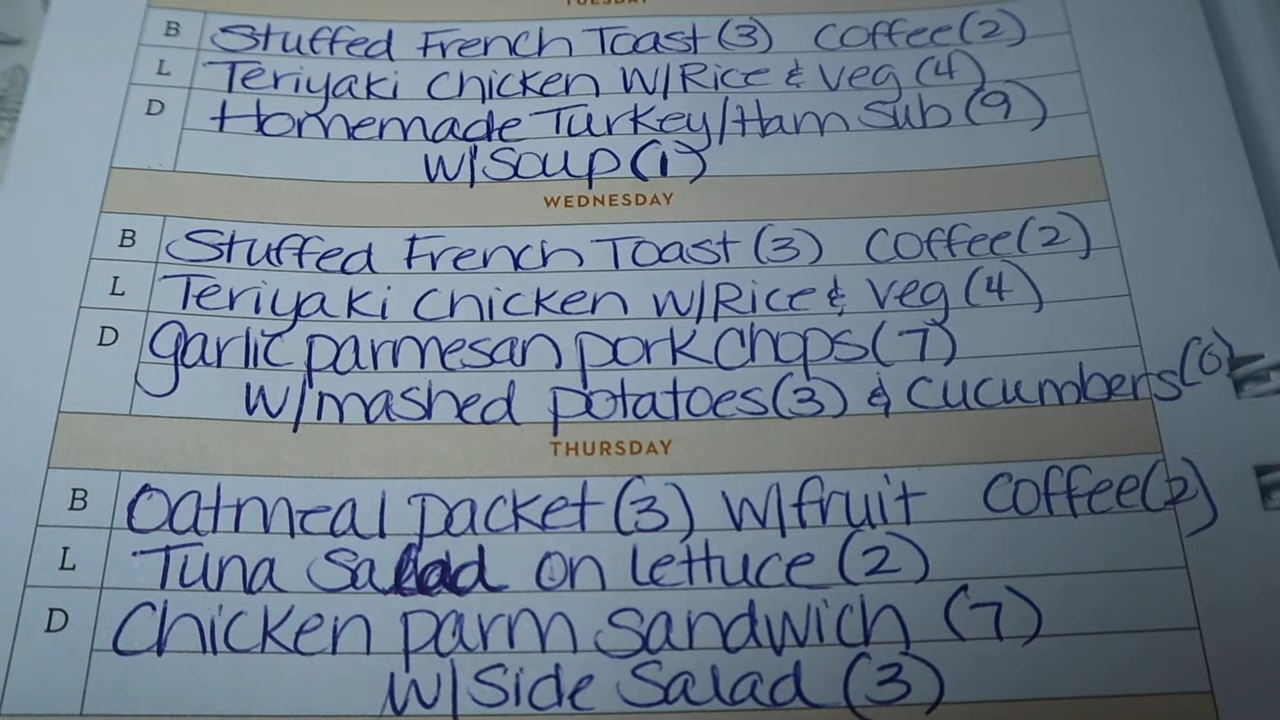 TUESDAY
B Stuffed French Toast (3) coffee (2)
L Teriyaki chicken W/Rice & veg (4)
D Homemade Turkey/Ham Sub (9)
W/Soup (1)
WEDNESDAY
B Stuffed French Toast (3) coffee (2)
L Teriyaki chicken W/Rice & veg (4)
D garlic parmesan pork chops (7)
W/mashed potatoes (3) & cucumbers (0)
THURSDAY
B Oatmeal packet (3) W/fruit coffee (2)
L Tuna Salad on lettuce (2)
D Chicken parm sandwich (7)
W/Side Salad (3)